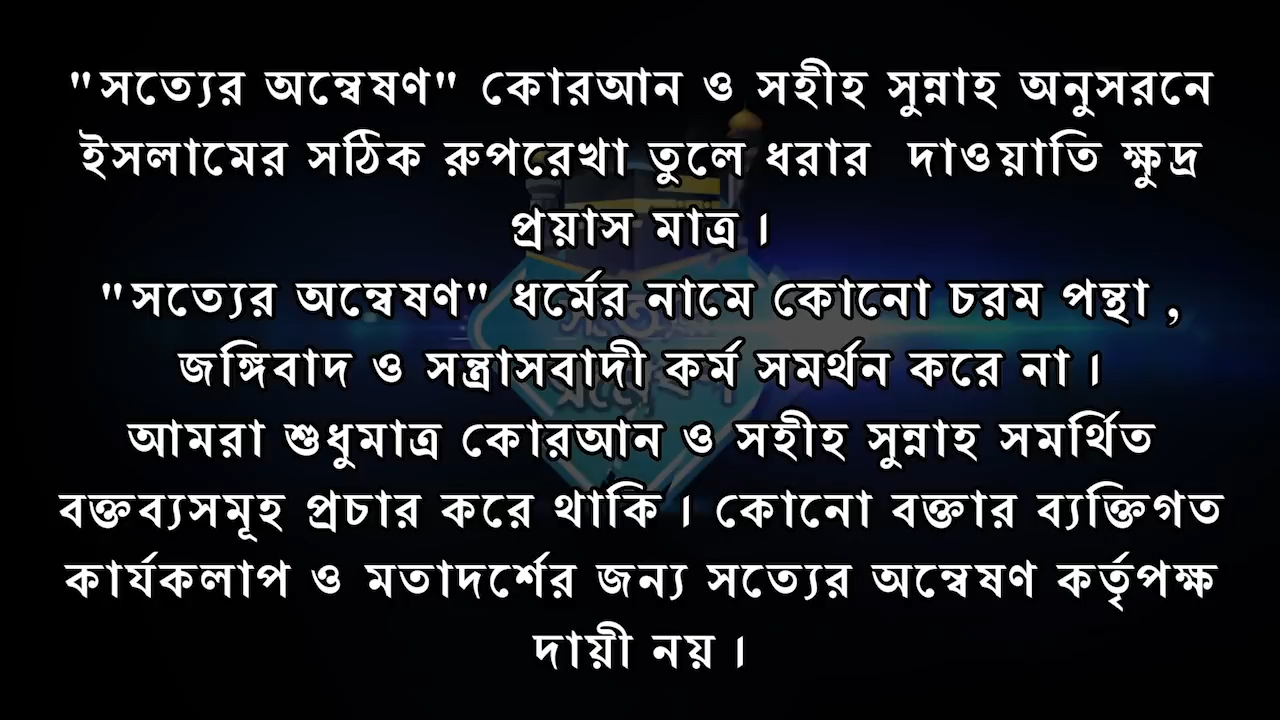 "সত্যের অন্বেষণ" কোরআন ও সহীহ সুন্নাহ অনুসরনে
ইসলামের সঠিক রুপরেখা তুলে ধরার দাওয়াতি ক্ষুদ্র
প্রয়াস মাত্র।
"সত্যের অন্বেষণ" ধর্মের নামে কোনো চরম পন্থা ,
জঙ্গিবাদ ও সন্ত্রাসবাদী কর্ম সমর্থন করে না।
আমরা শুধুমাত্র কোরআন ও সহীহ সুন্নাহ সমর্থিত
বক্তব্যসমূহ প্রচার করে থাকি। কোনো বক্তার ব্যক্তিগত
কার্যকলাপ ও মতাদর্শের জন্য সত্যের অন্বেষণ কর্তৃপক্ষ
দায়ী নয়।